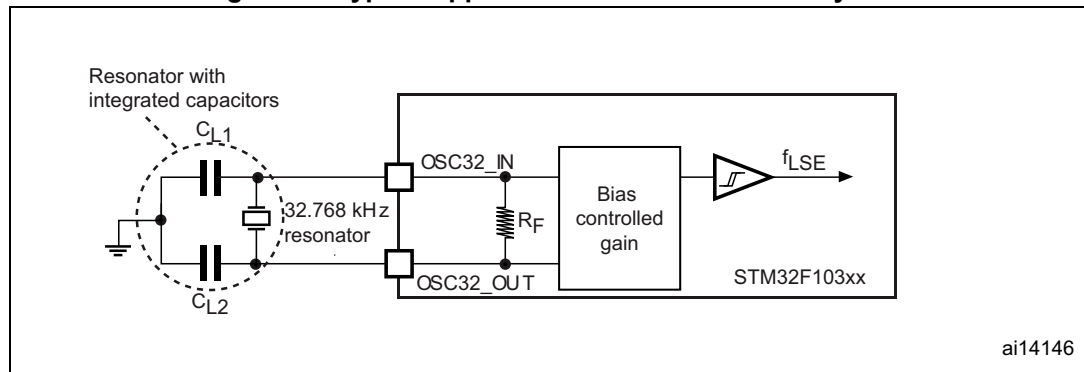 Resonator with
integrated capacitors
CL1
OSC32_IN
fLSE
32.768 kHz
resonator
RF
Bias
controlled
gain
OSC32_OUT
STM32F103xx
CL2
ai14146